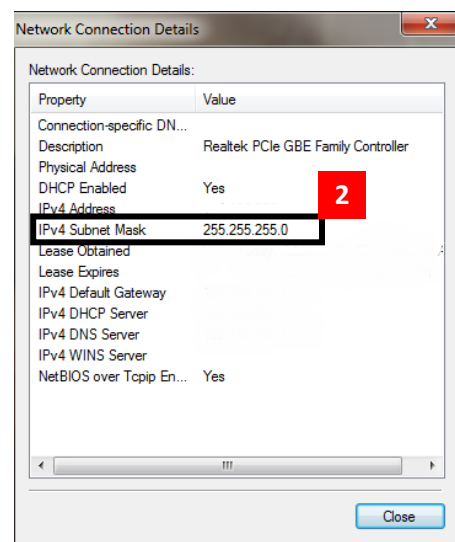 Network Connection Details
Network Connection Details:
Property Value
Connection-specific DN...
Description Realtek PCIe GBE Family Controller
Physical Address
DHCP Enabled Yes
2
IPv4 Address
IPv4 Subnet Mask 255.255.255.0
Lease Obtained
Lease Expires
IPv4 Default Gateway
IPv4 DHCP Server
IPv4 DNS Server
IPv4 WINS Server
NetBIOS over Tcpip En... Yes
Close